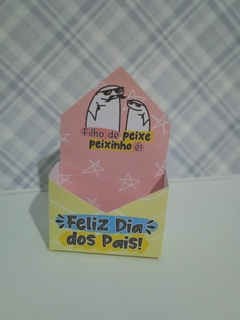 Filho de peixe
peixinho é!
Feliz Dia
dos Pais!